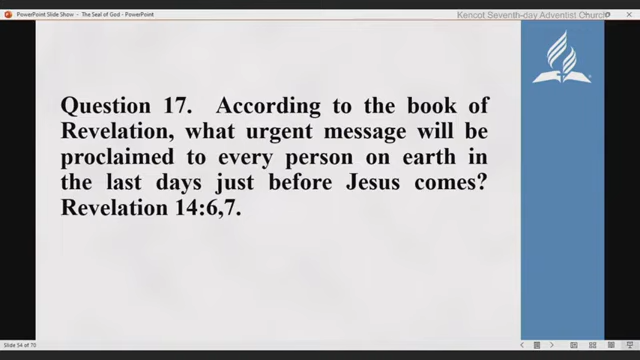 PowerPoint Slide Show - The Seal of God - PowerPoint
Kencot Seventh-day Adventist Church
Question 17. According to the book of
Revelation, what urgent message will be
proclaimed to every person on earth in
the last days just before Jesus comes?
Revelation 14:6,7.
Slide 54 of 70